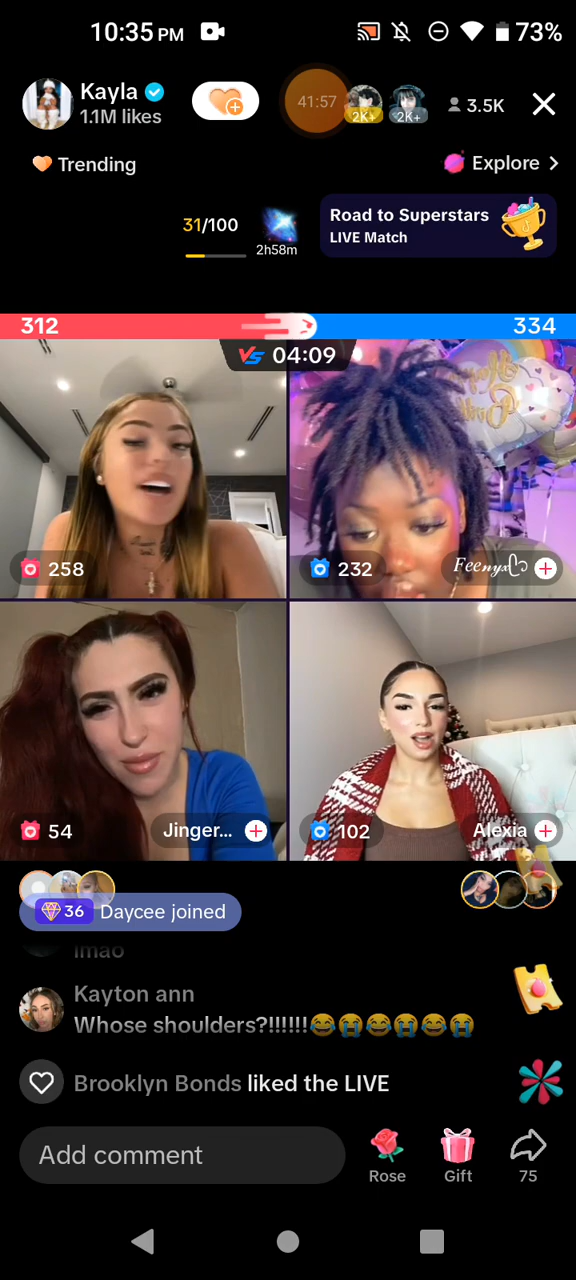 10:35 PM
73%
Kayla
1.1M likes
41:57
2K+
2K+
3.5K
Trending
Explore
31/100
2h58m
Road to Superstars
LIVE Match
312
334
VS 04:09
258
232
Feenyx
54
Jinger...
102
Alexia
36 Daycee joined
lmao
Kayton ann
Whose shoulders?!!!!!!😂😭😂😭😂😭
Brooklyn Bonds liked the LIVE
Add comment
Rose
Gift
75